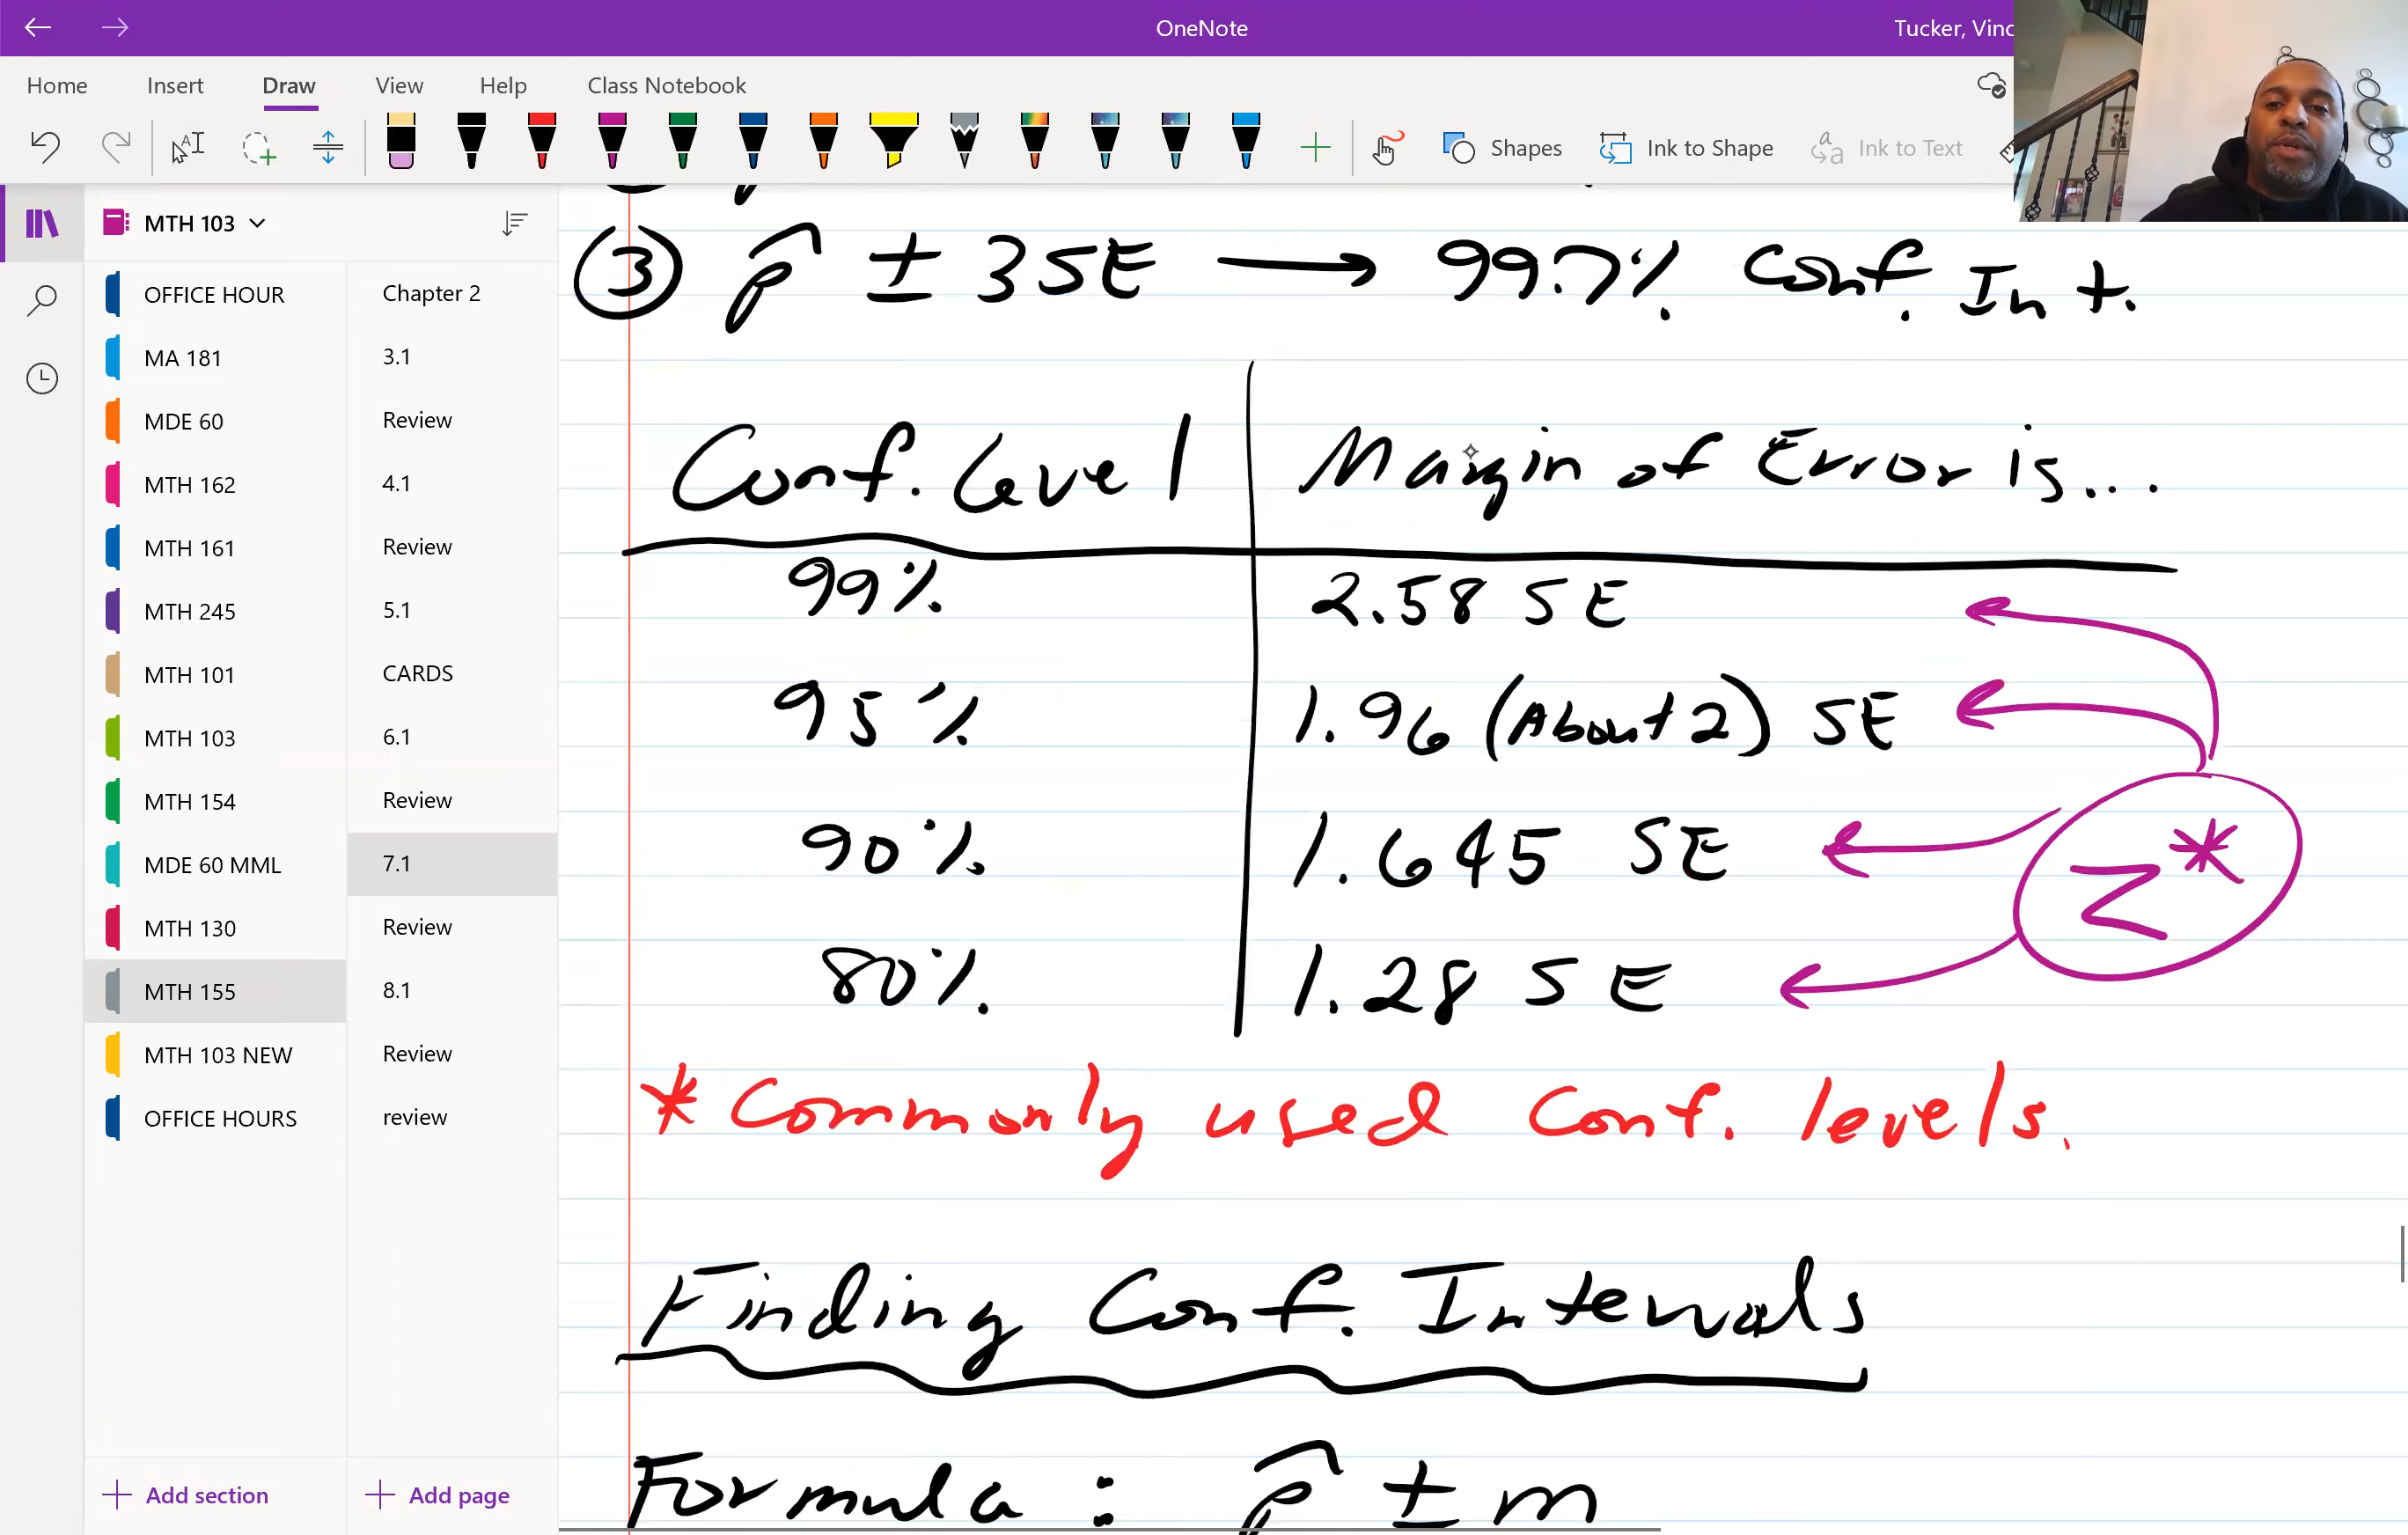 OneNote
Tucker, Vinc
Home Insert Draw View Help Class Notebook
Shapes Ink to Shape Ink to Text
MTH 103
OFFICE HOUR
MA 181
MDE 60
MTH 162
MTH 161
MTH 245
MTH 101
MTH 103
MTH 154
MDE 60 MML
MTH 130
MTH 155
MTH 103 NEW
OFFICE HOURS
Add section
Chapter 2
3.1
Review
4.1
Review
5.1
CARDS
6.1
Review
7.1
Review
8.1
Review
review
Add page
③ p̂ ± 3 SE → 99.7% Conf. Int.
Conf. Level Margin of Error is...
99% 2.58 SE
95% 1.96 (About 2) SE
90% 1.645 SE
80% 1.28 SE
Z*
* Commonly used Conf. levels.
Finding Conf. Intervals
Formula : p̂ ± m